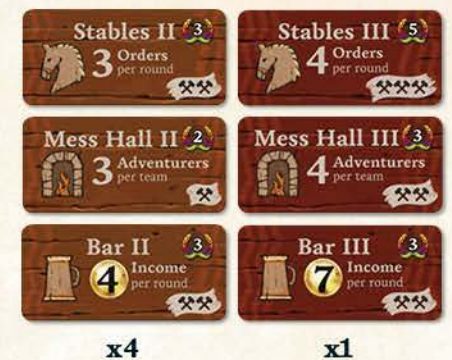 Stables II 3
3 Orders
per round
Stables III 5
4 Orders
per round
Mess Hall II 2
3 Adventurers
per team
Mess Hall III 3
4 Adventurers
per team
Bar II 3
4 Income
per round
Bar III 3
7 Income
per round
x4
x1